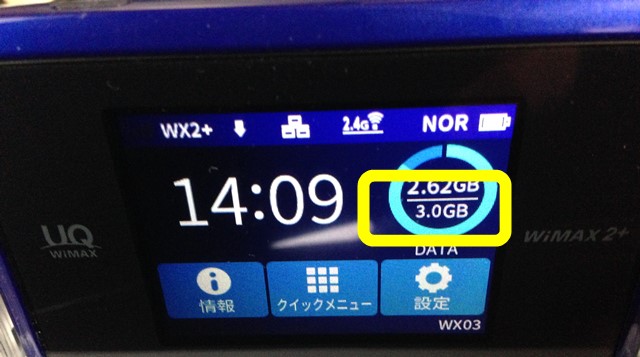 WX2+ 2.4G NOR
14:09
2.62GB
3.0GB
DATA
UQ
WiMAX
WiMAX 2+
情報 クイックメニュー 設定
WX03